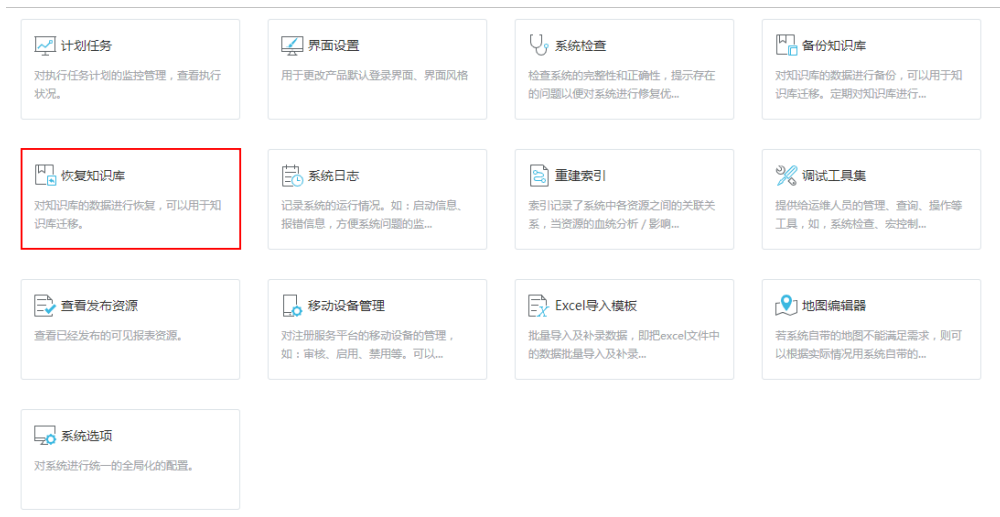 计划任务
对执行任务计划的监控管理，查看执行
状况。
界面设置
用于更改产品默认登录界面、界面风格
系统检查
检查系统的完整性和正确性，提示存在
的问题以便对系统进行修复优...
备份知识库
对知识库的数据进行备份，可以用于知
识库迁移。定期对知识库进行...
恢复知识库
对知识库的数据进行恢复，可以用于知
识库迁移。
系统日志
记录系统的运行情况。如：启动信息、
报错信息，方便系统问题的监...
重建索引
索引记录了系统中各资源之间的关联关
系，当资源的血统分析 / 影响...
调试工具集
提供给运维人员的管理、查询、操作等
工具，如，系统检查、宏控制...
查看发布资源
查看已经发布的可见报表资源。
移动设备管理
对注册服务平台的移动设备的管理，
如：审核、启用、禁用等。可以...
Excel导入模板
批量导入及补录数据，即把excel文件中
的数据批量导入及补录...
地图编辑器
若系统自带的地图不能满足需求，则可
以根据实际情况用系统自带的...
系统选项
对系统进行统一的全局化的配置。